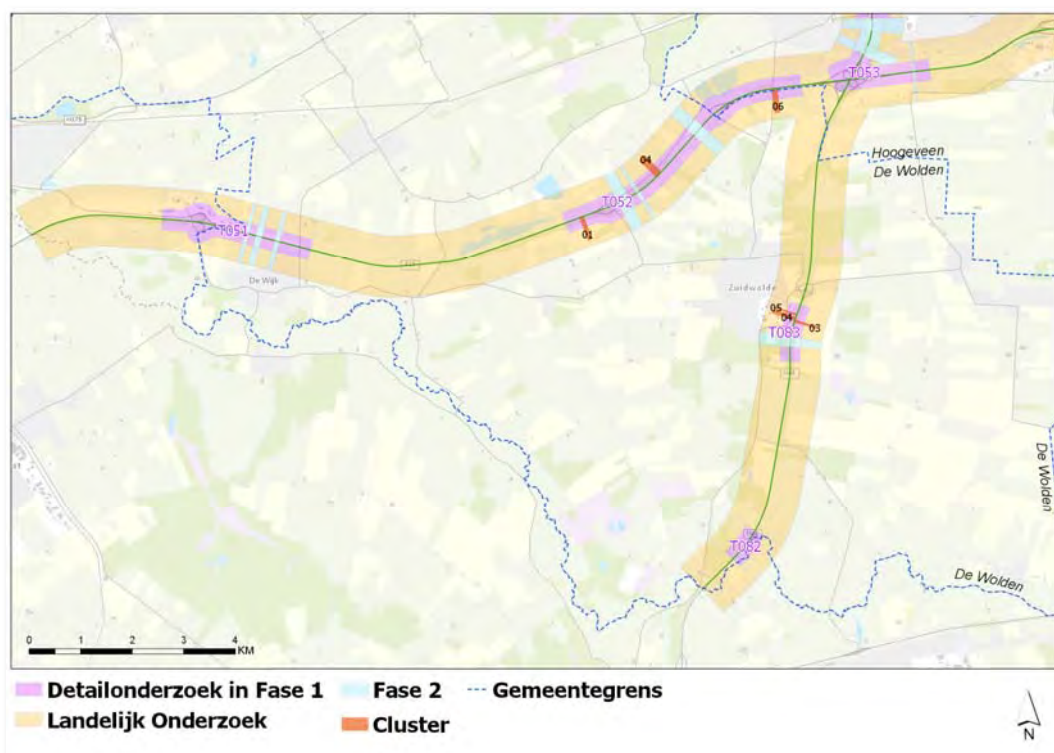 T053
06
Hoogeveen
De Wolden
04
T052
01
T051
De Wijk
Zuidwolde
05
04
03
T083
De Wolden
T082
De Wolden
0 1 2 3 4
KM
Detailonderzoek in Fase 1
Fase 2
Gemeentegrens
Landelijk Onderzoek
Cluster
N